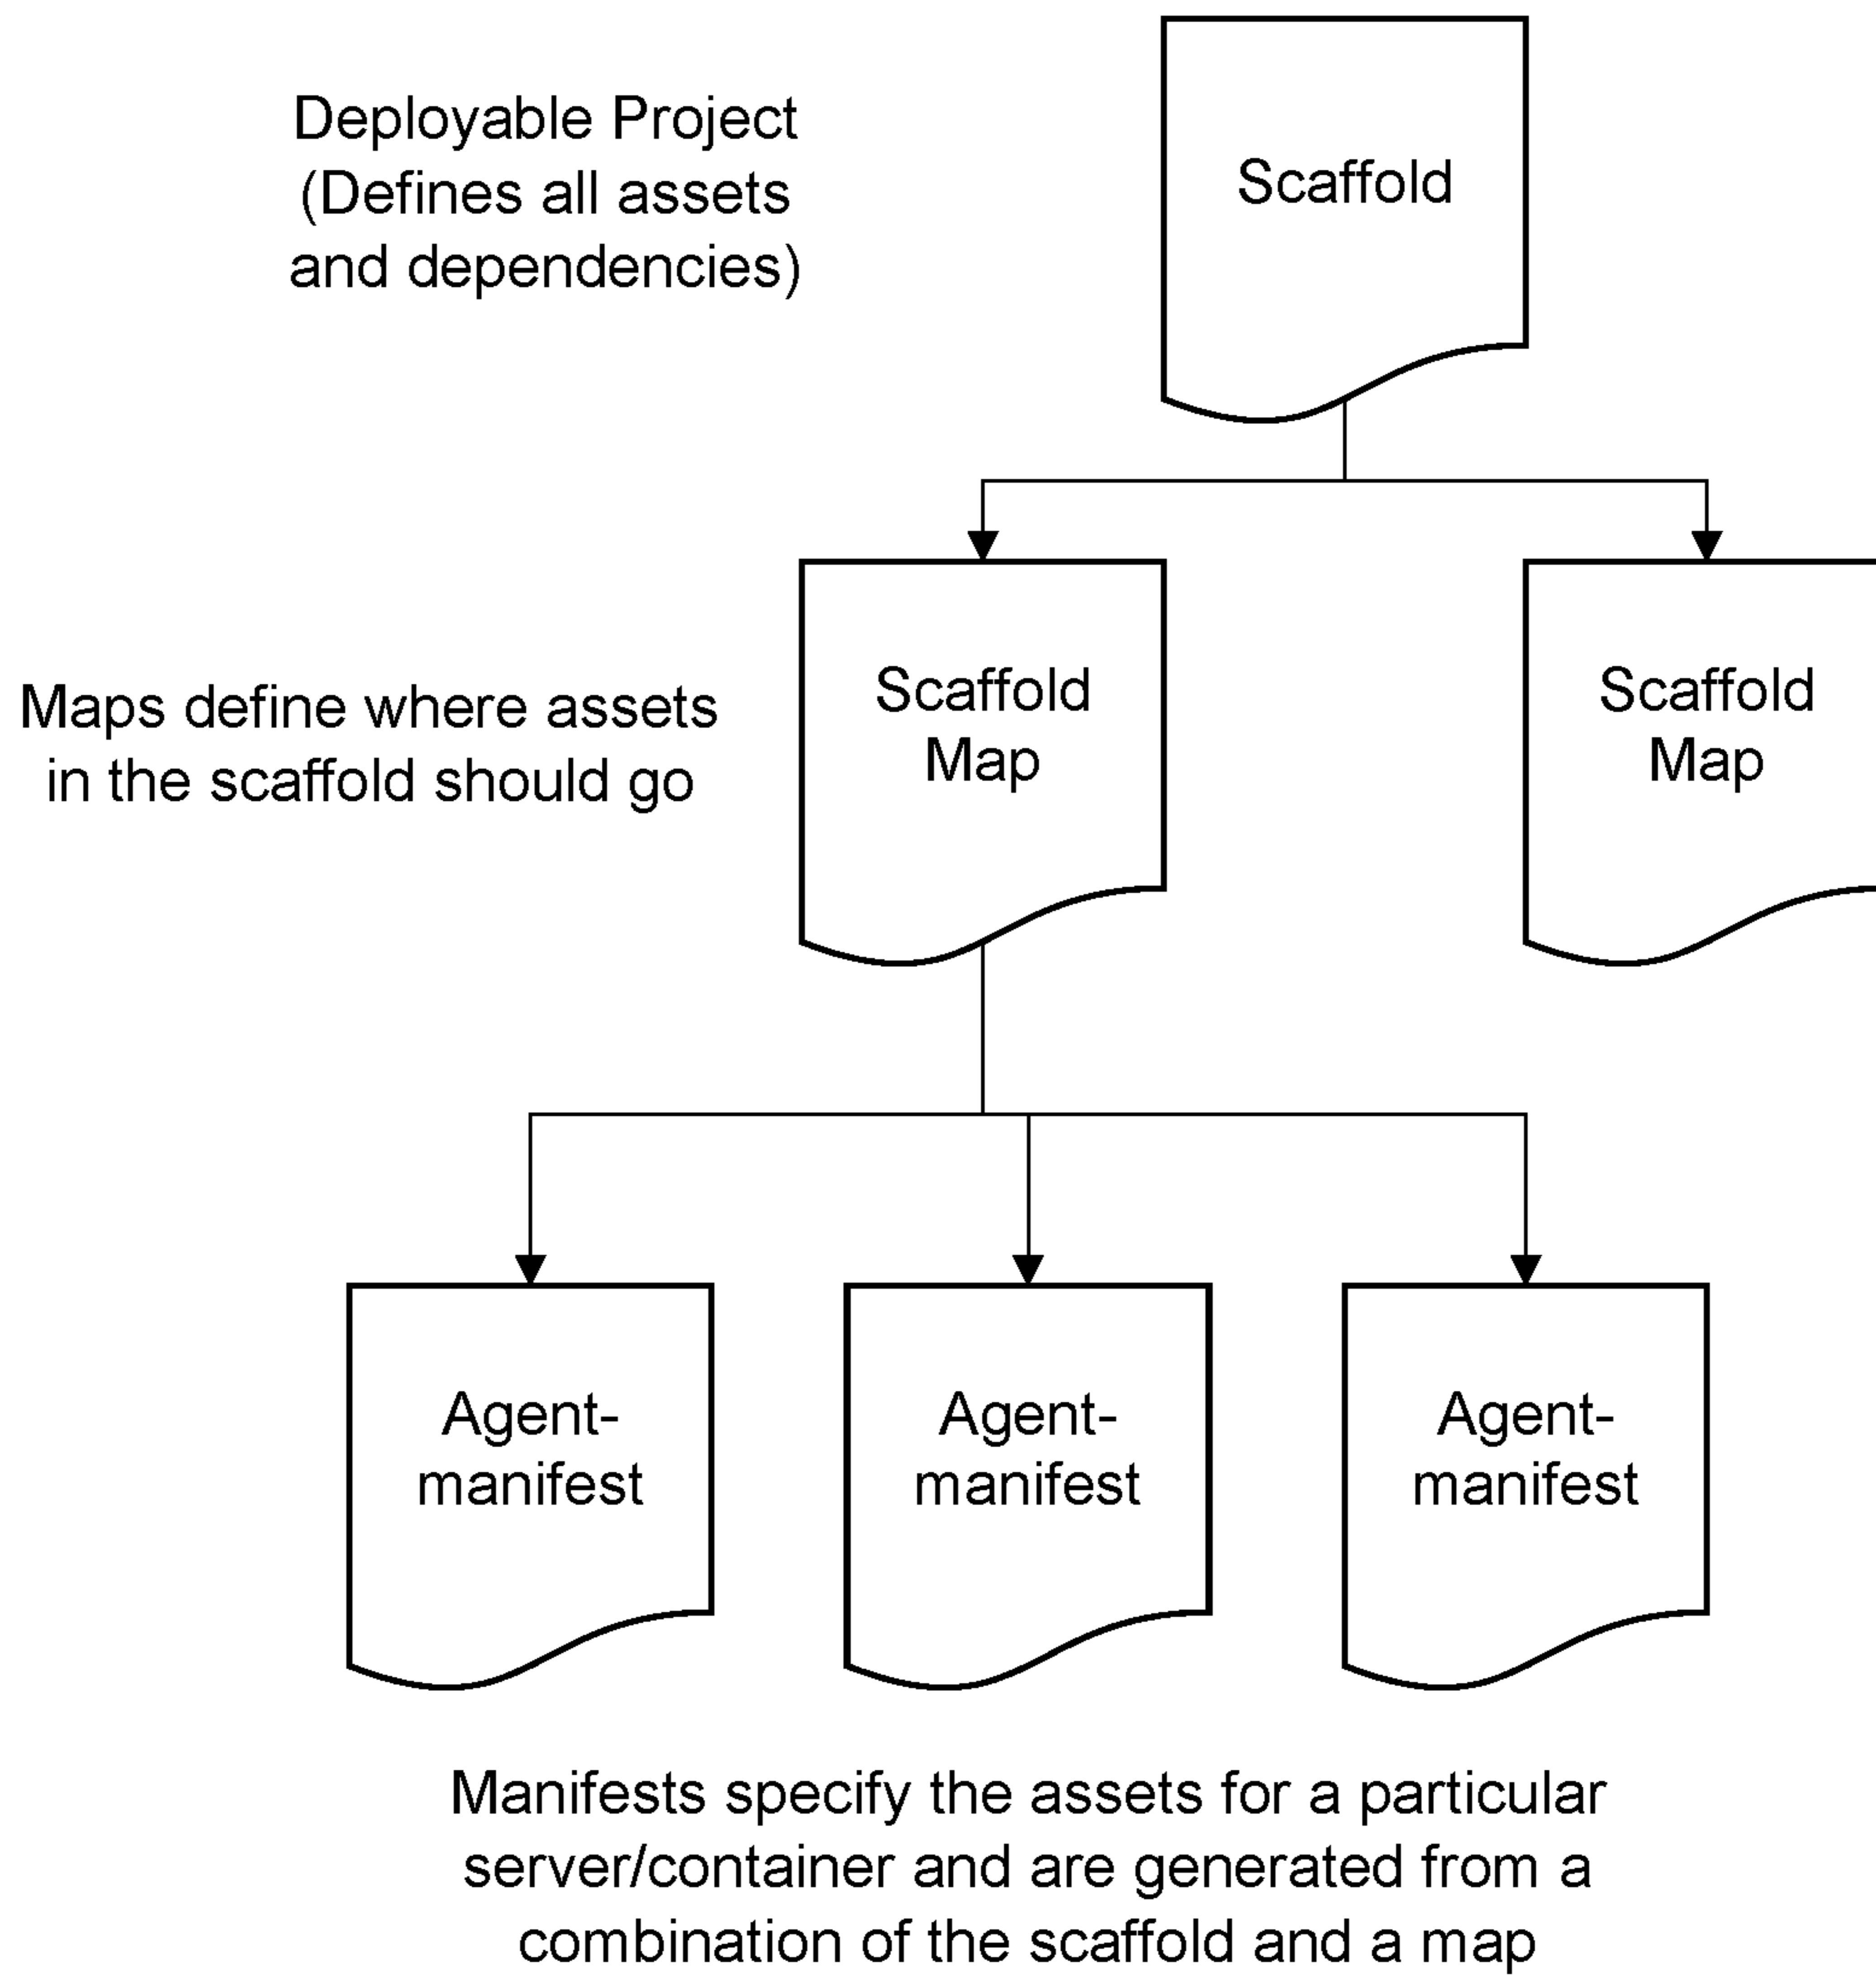 Deployable Project
(Defines all assets
and dependencies)
Scaffold
Maps define where assets
in the scaffold should go
Scaffold
Map
Scaffold
Map
Agent-
manifest
Agent-
manifest
Agent-
manifest
Manifests specify the assets for a particular
server/container and are generated from a
combination of the scaffold and a map